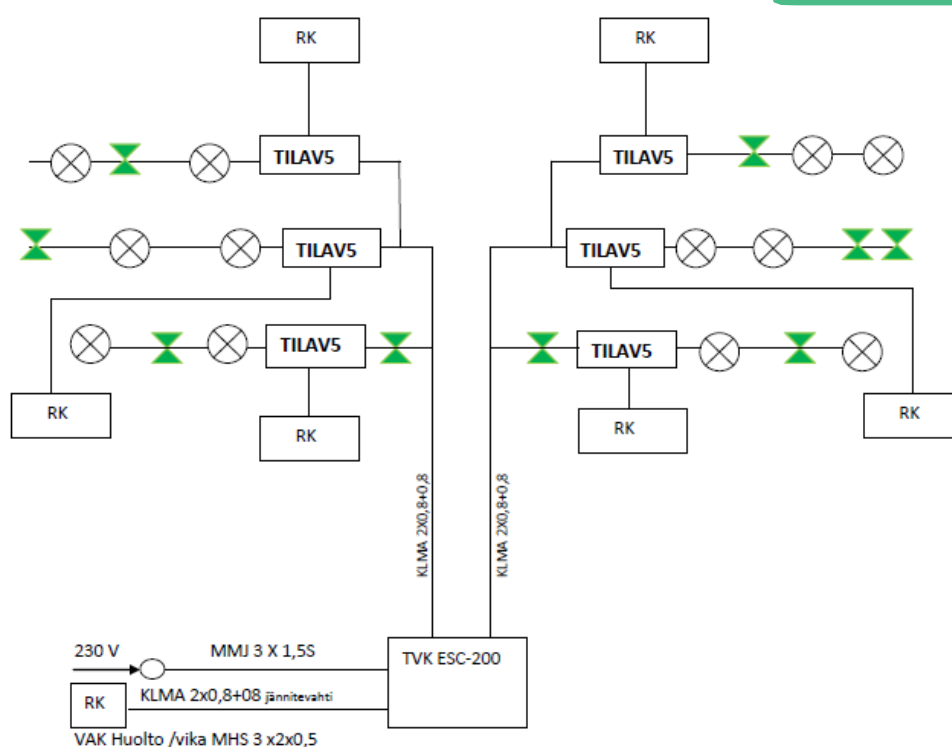 RK
RK
TILAV5
TILAV5
TILAV5
TILAV5
TILAV5
TILAV5
RK
RK
RK
RK
KLMA 2X0,8+0,8
KLMA 2X0,8+0,8
230 V
MMJ 3 X 1,5S
TVK ESC-200
RK
KLMA 2x0,8+08 jännitevahti
VAK Huolto /vika MHS 3 x2x0,5